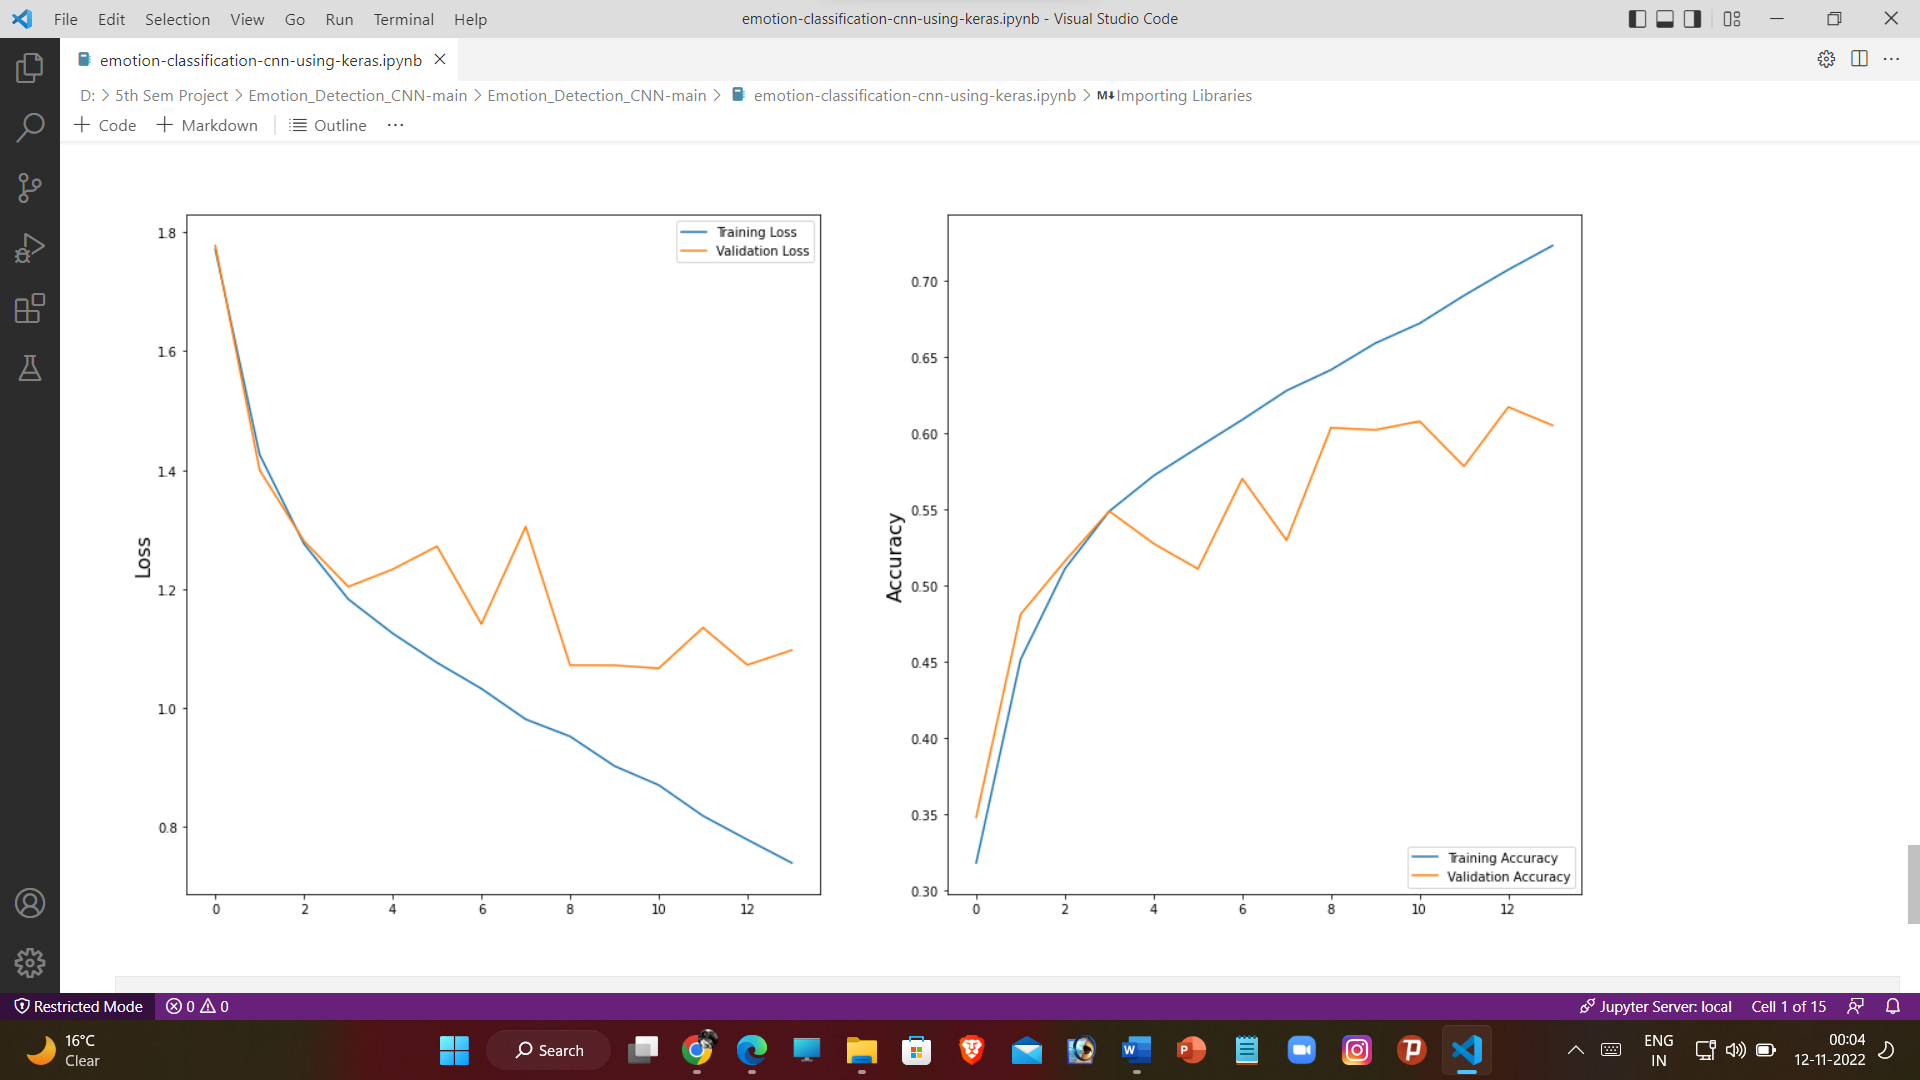 File Edit Selection View Go Run Terminal Help
emotion-classification-cnn-using-keras.ipynb - Visual Studio Code
emotion-classification-cnn-using-keras.ipynb
D: > 5th Sem Project > Emotion_Detection_CNN-main > Emotion_Detection_CNN-main > emotion-classification-cnn-using-keras.ipynb > M↓Importing Libraries
+ Code + Markdown Outline ...
Training Loss
Validation Loss
1.8
1.6
1.4
1.2
1.0
0.8
Loss
0 2 4 6 8 10 12
0.70
0.65
0.60
0.55
0.50
0.45
0.40
0.35
0.30
Accuracy
Training Accuracy
Validation Accuracy
0 2 4 6 8 10 12
Restricted Mode 0 0
Jupyter Server: local Cell 1 of 15
16°C
Clear
Search
ENG
IN
00:04
12-11-2022